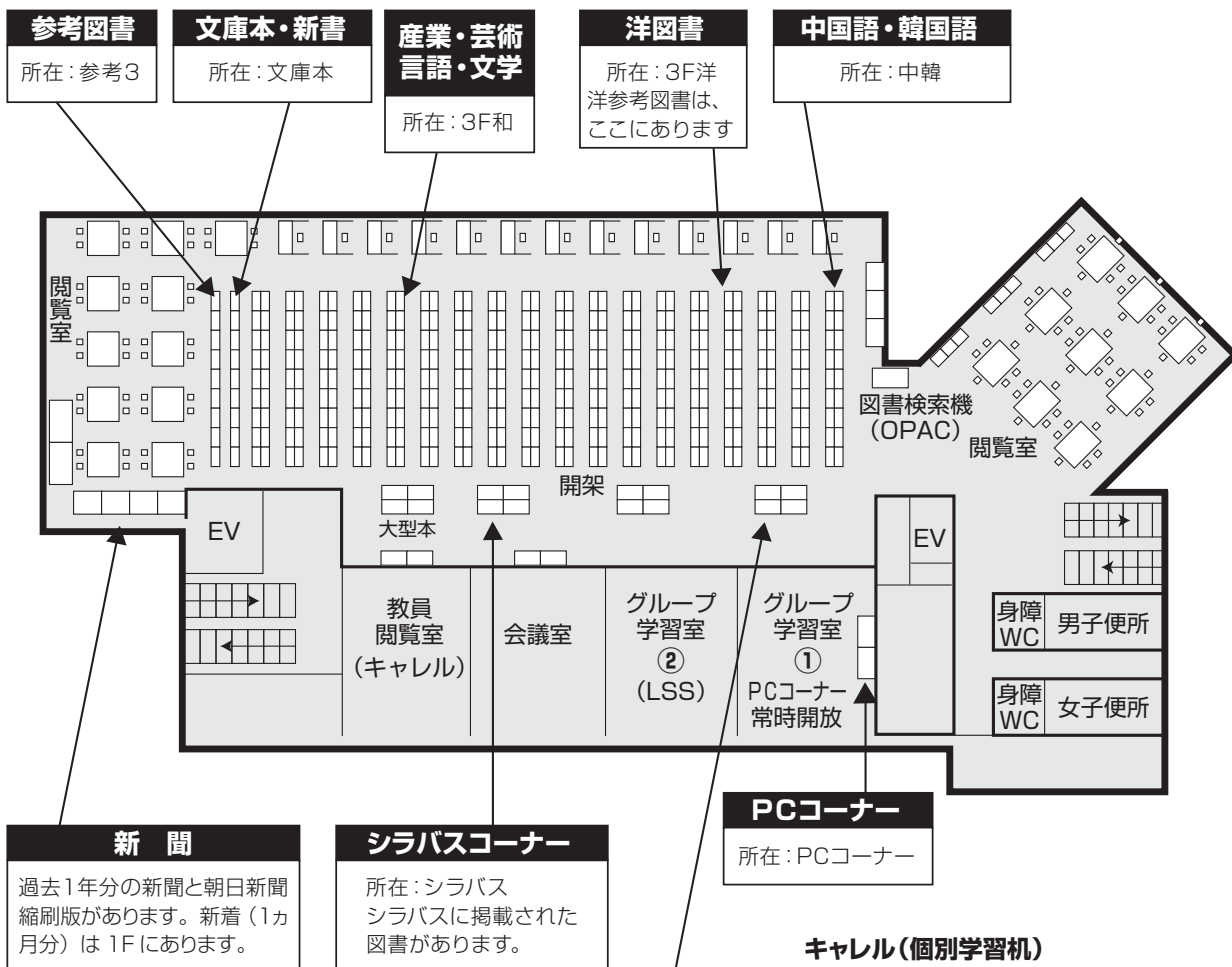 参考図書
所在：参考3
文庫本・新書
所在：文庫本
産業・芸術
言語・文学
所在：3F和
洋図書
所在：3F洋
洋参考図書は、
ここにあります
中国語・韓国語
所在：中韓
閲覧室
図書検索機
（OPAC）
閲覧室
開架
大型本
EV
EV
教員
閲覧室
（キャレル）
会議室
グループ
学習室
②
（LSS）
グループ
学習室
①
PCコーナー
常時開放
身障
WC
男子便所
身障
WC
女子便所
新　聞
過去1年分の新聞と朝日新聞
縮刷版があります。新着（1ヵ
月分）は 1F にあります。
シラバスコーナー
所在：シラバス
シラバスに掲載された
図書があります。
PCコーナー
所在：PCコーナー
キャレル（個別学習机）